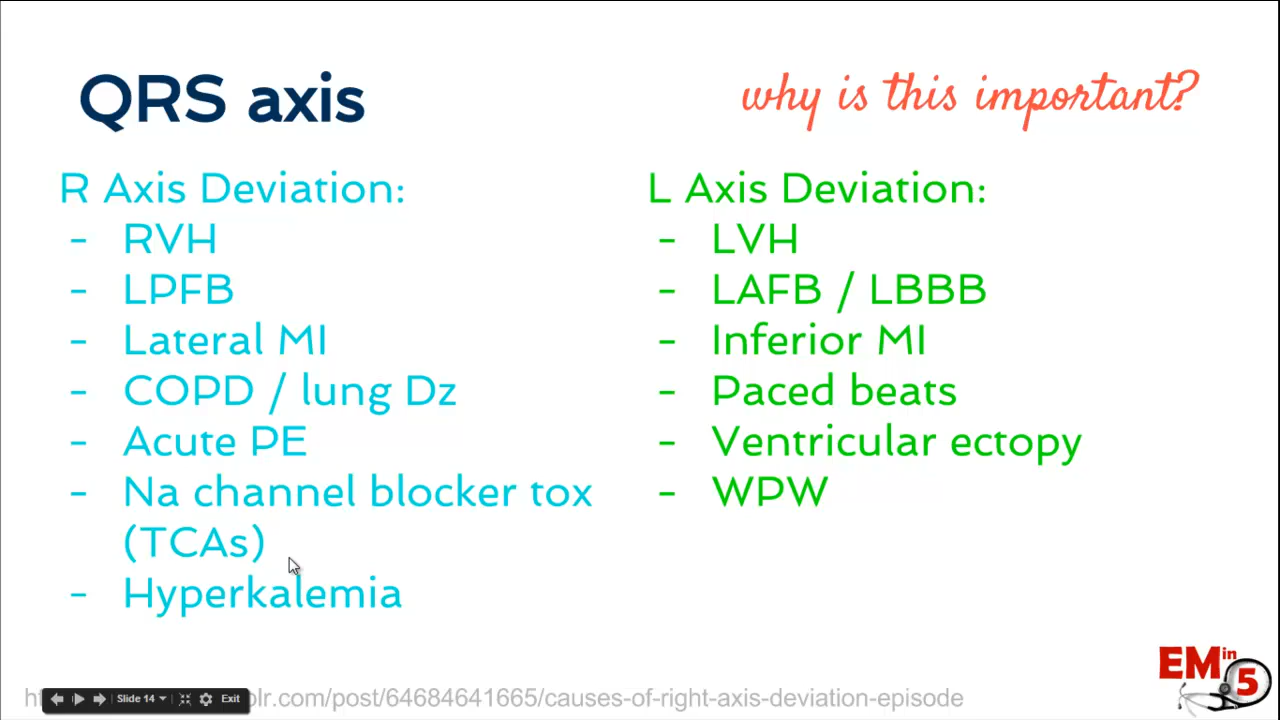 QRS axis
why is this important?
R Axis Deviation:
- RVH
- LPFB
- Lateral MI
- COPD / lung Dz
- Acute PE
- Na channel blocker tox
(TCAs)
- Hyperkalemia
L Axis Deviation:
- LVH
- LAFB / LBBB
- Inferior MI
- Paced beats
- Ventricular ectopy
- WPW
Slide 14 Exit
blr.com/post/64684641665/causes-of-right-axis-deviation-episode
EM in 5